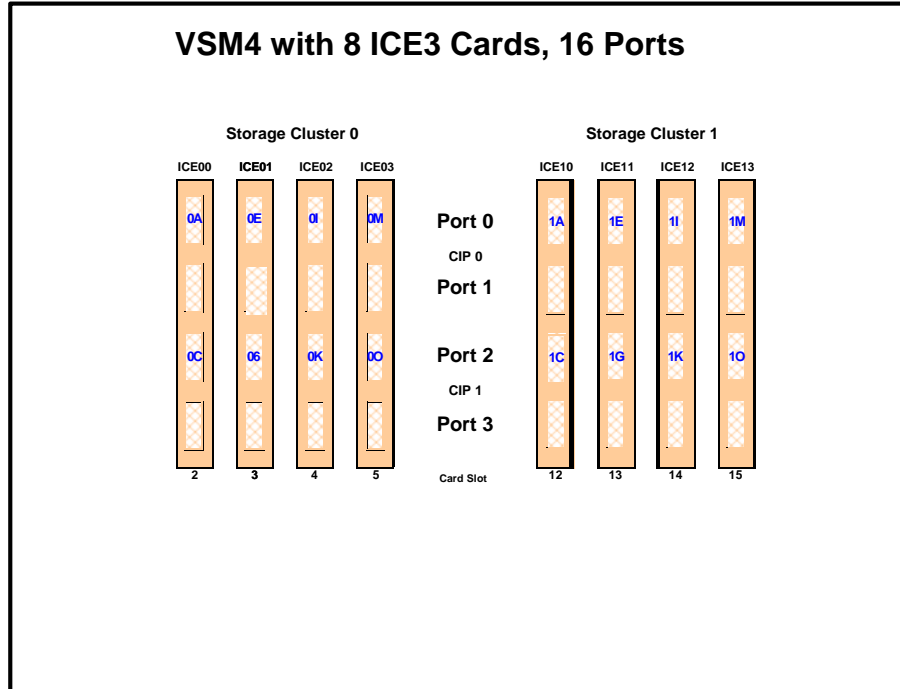 VSM4 with 8 ICE3 Cards, 16 Ports
Storage Cluster 0 Storage Cluster 1
ICE00 ICE01 ICE02 ICE03 ICE10 ICE11 ICE12 ICE13
0A 0E 0I 0M Port 0 1A 1E 1I 1M
CIP 0
Port 1
0C 06 0K 0O Port 2 1C 1G 1K 1O
CIP 1
Port 3
2 3 4 5 Card Slot 12 13 14 15